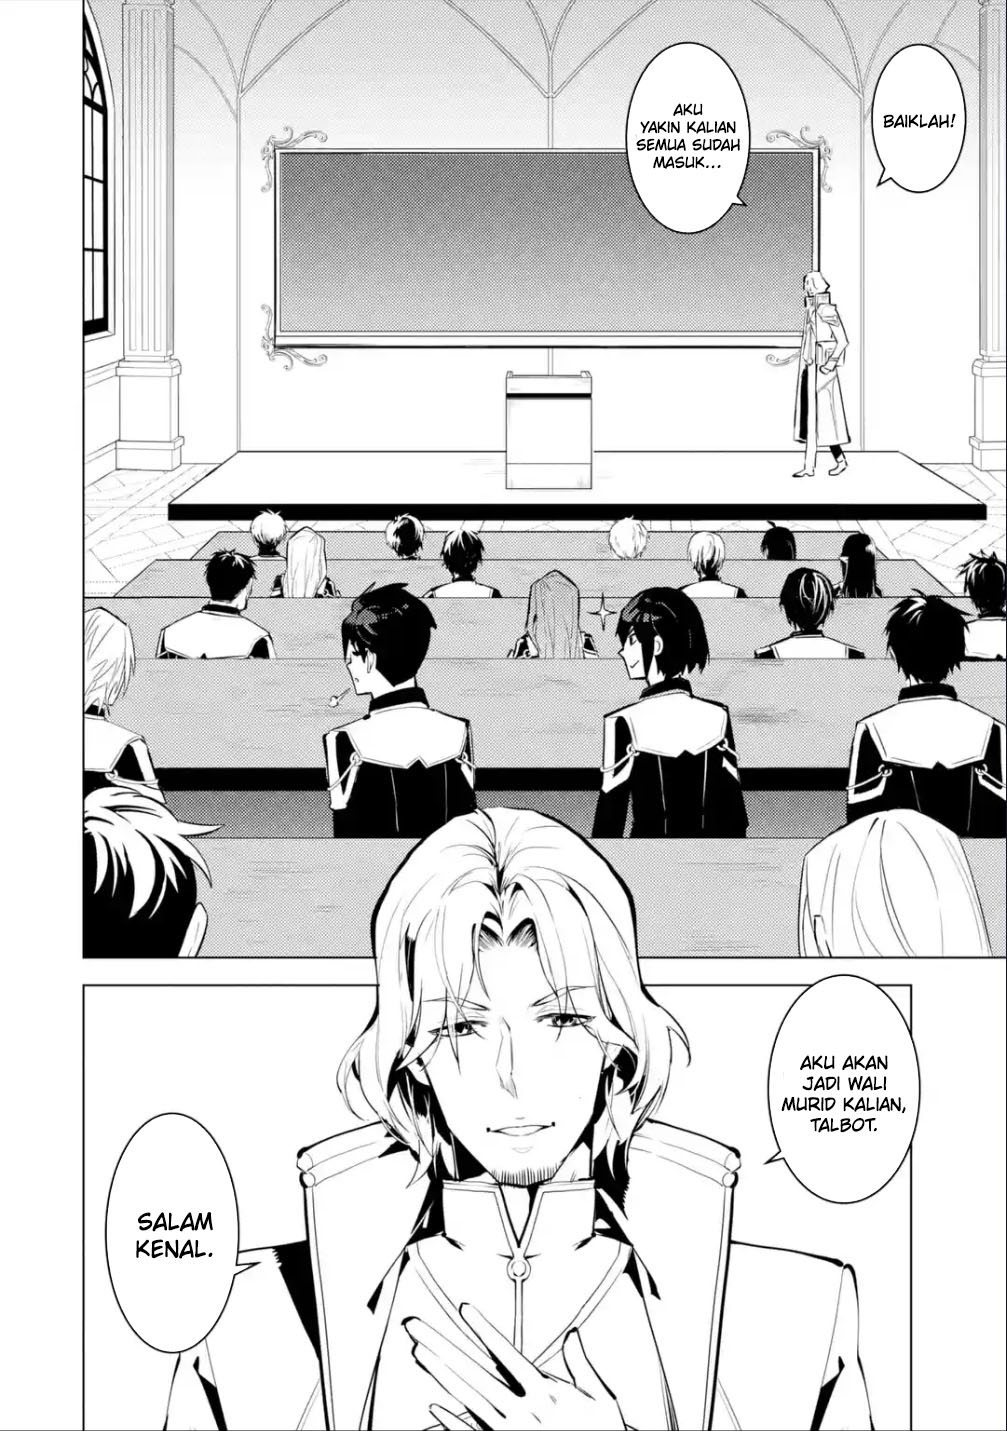 BAIKLAH!
AKU
YAKIN KALIAN
SEMUA SUDAH
MASUK...
AKU AKAN
JADI WALI
MURID KALIAN,
TALBOT.
SALAM
KENAL.